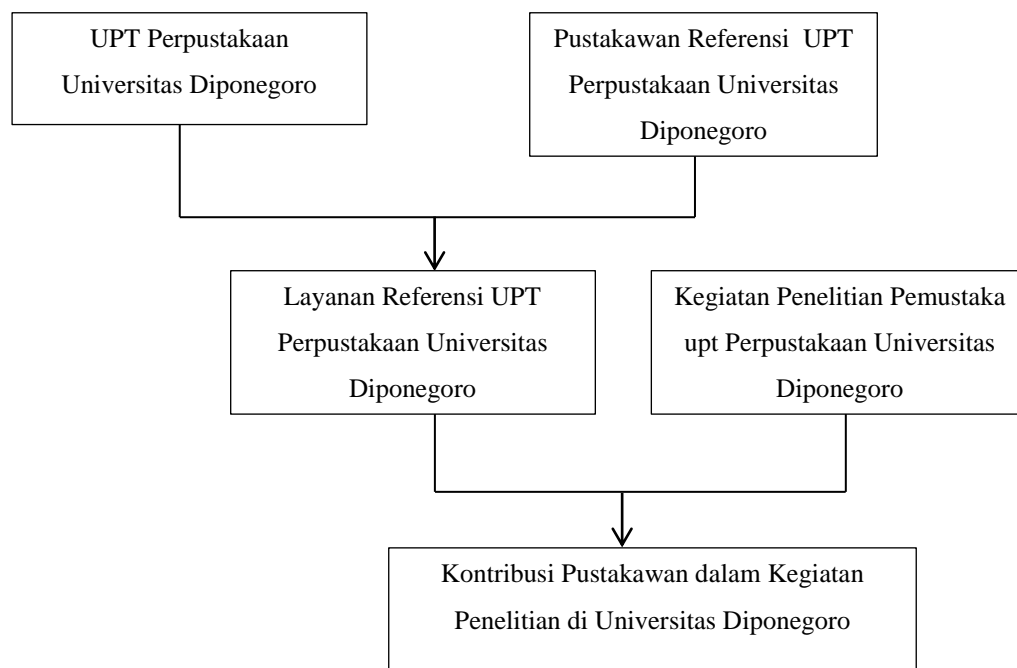 UPT Perpustakaan
Universitas Diponegoro
Pustakawan Referensi  UPT
Perpustakaan Universitas
Diponegoro
Layanan Referensi UPT
Perpustakaan Universitas
Diponegoro
Kegiatan Penelitian Pemustaka
upt Perpustakaan Universitas
Diponegoro
Kontribusi Pustakawan dalam Kegiatan
Penelitian di Universitas Diponegoro